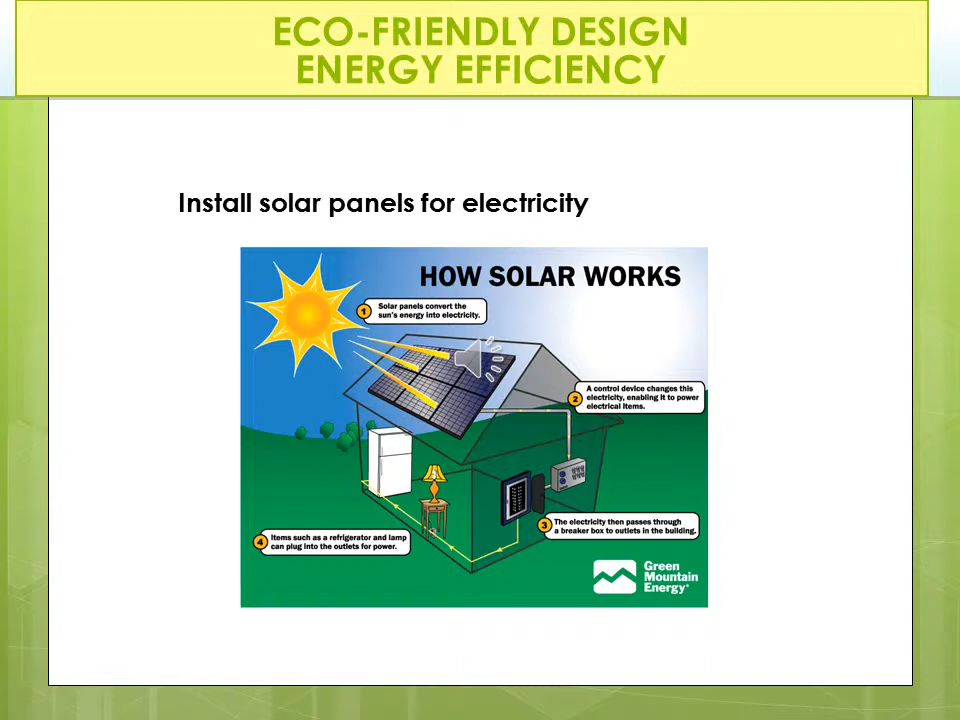 ECO-FRIENDLY DESIGN
ENERGY EFFICIENCY
Install solar panels for electricity
HOW SOLAR WORKS
1
Solar panels convert the
sun's energy into electricity.
2
A control device changes this
electricity, enabling it to power
electrical items.
3
The electricity then passes through
a breaker box to outlets in the building.
4
Items such as a refrigerator and lamp
can plug into the outlets for power.
Green
Mountain
Energy®